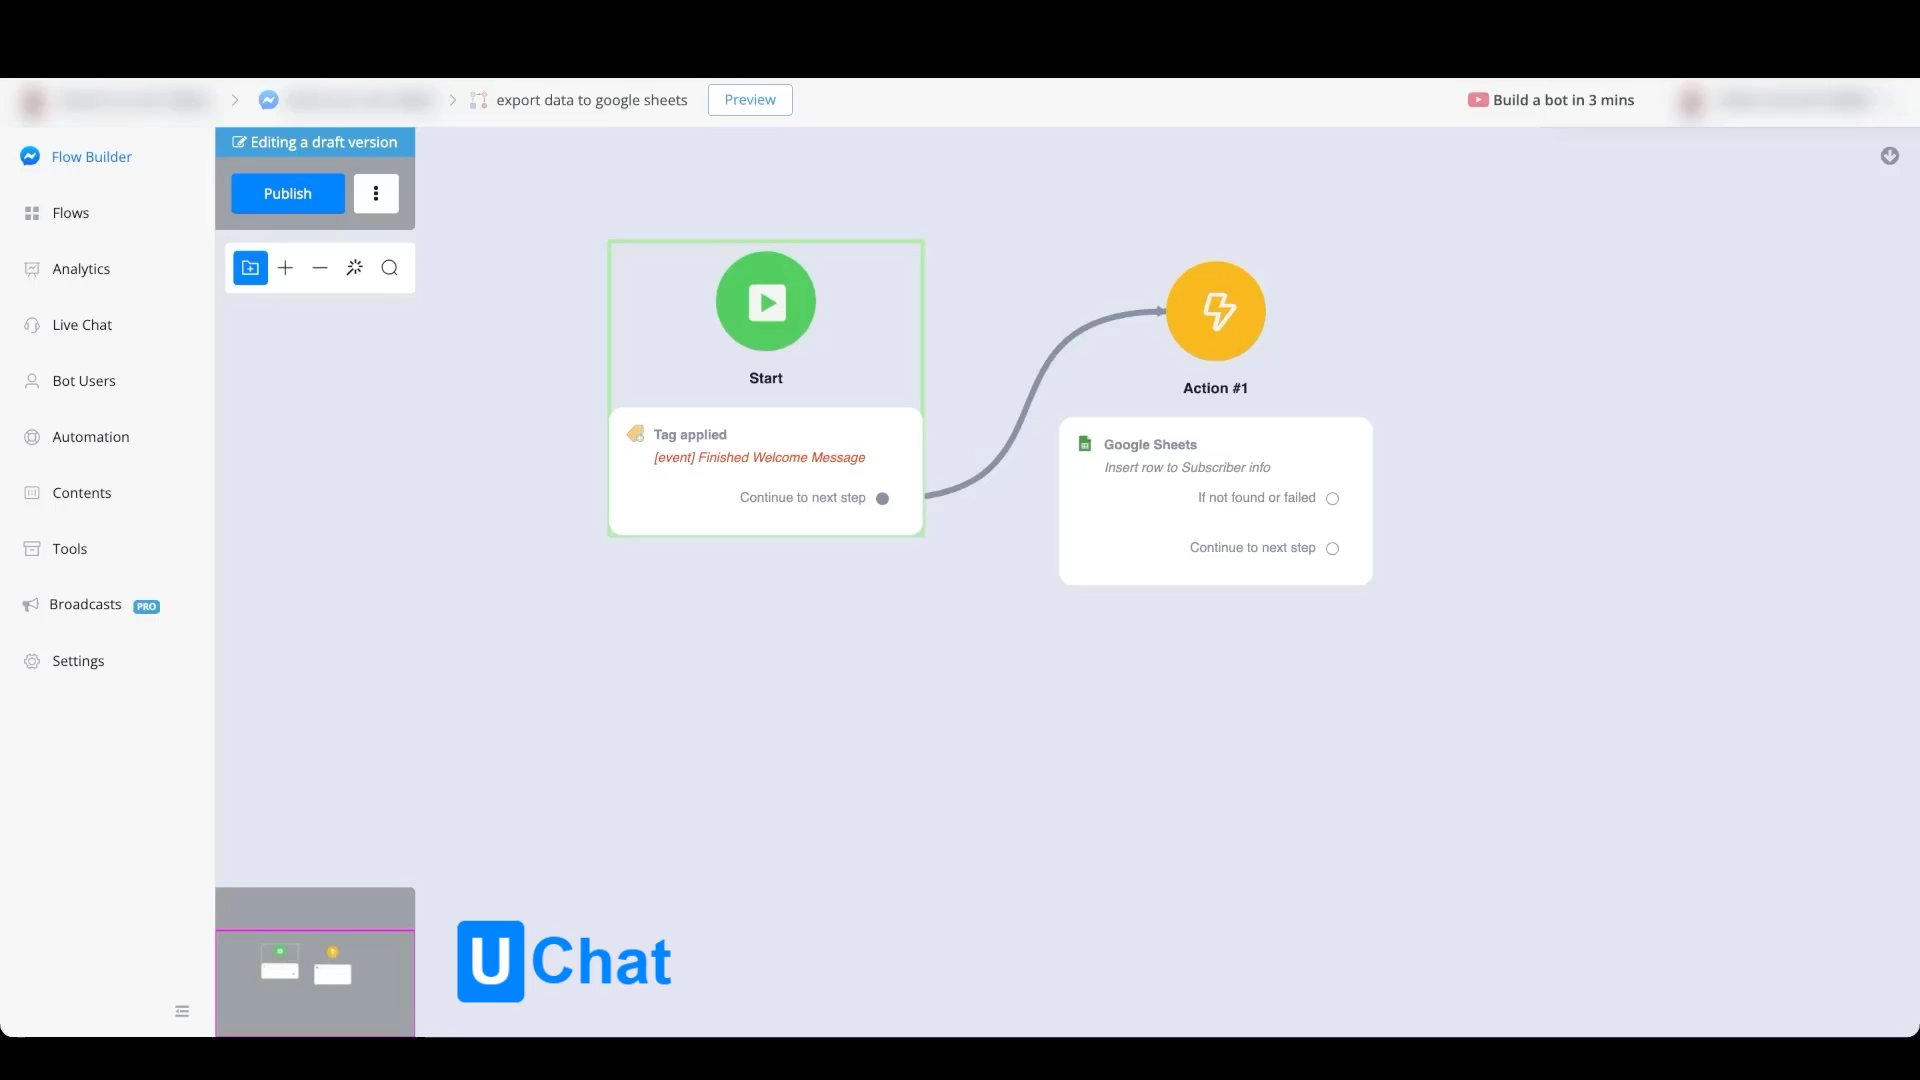 export data to google sheets
Preview
Build a bot in 3 mins
Flow Builder
Flows
Analytics
Live Chat
Bot Users
Automation
Contents
Tools
Broadcasts PRO
Settings
Editing a draft version
Publish
Start
Tag applied
[event] Finished Welcome Message
Continue to next step
Action #1
Google Sheets
Insert row to Subscriber info
If not found or failed
Continue to next step
U Chat